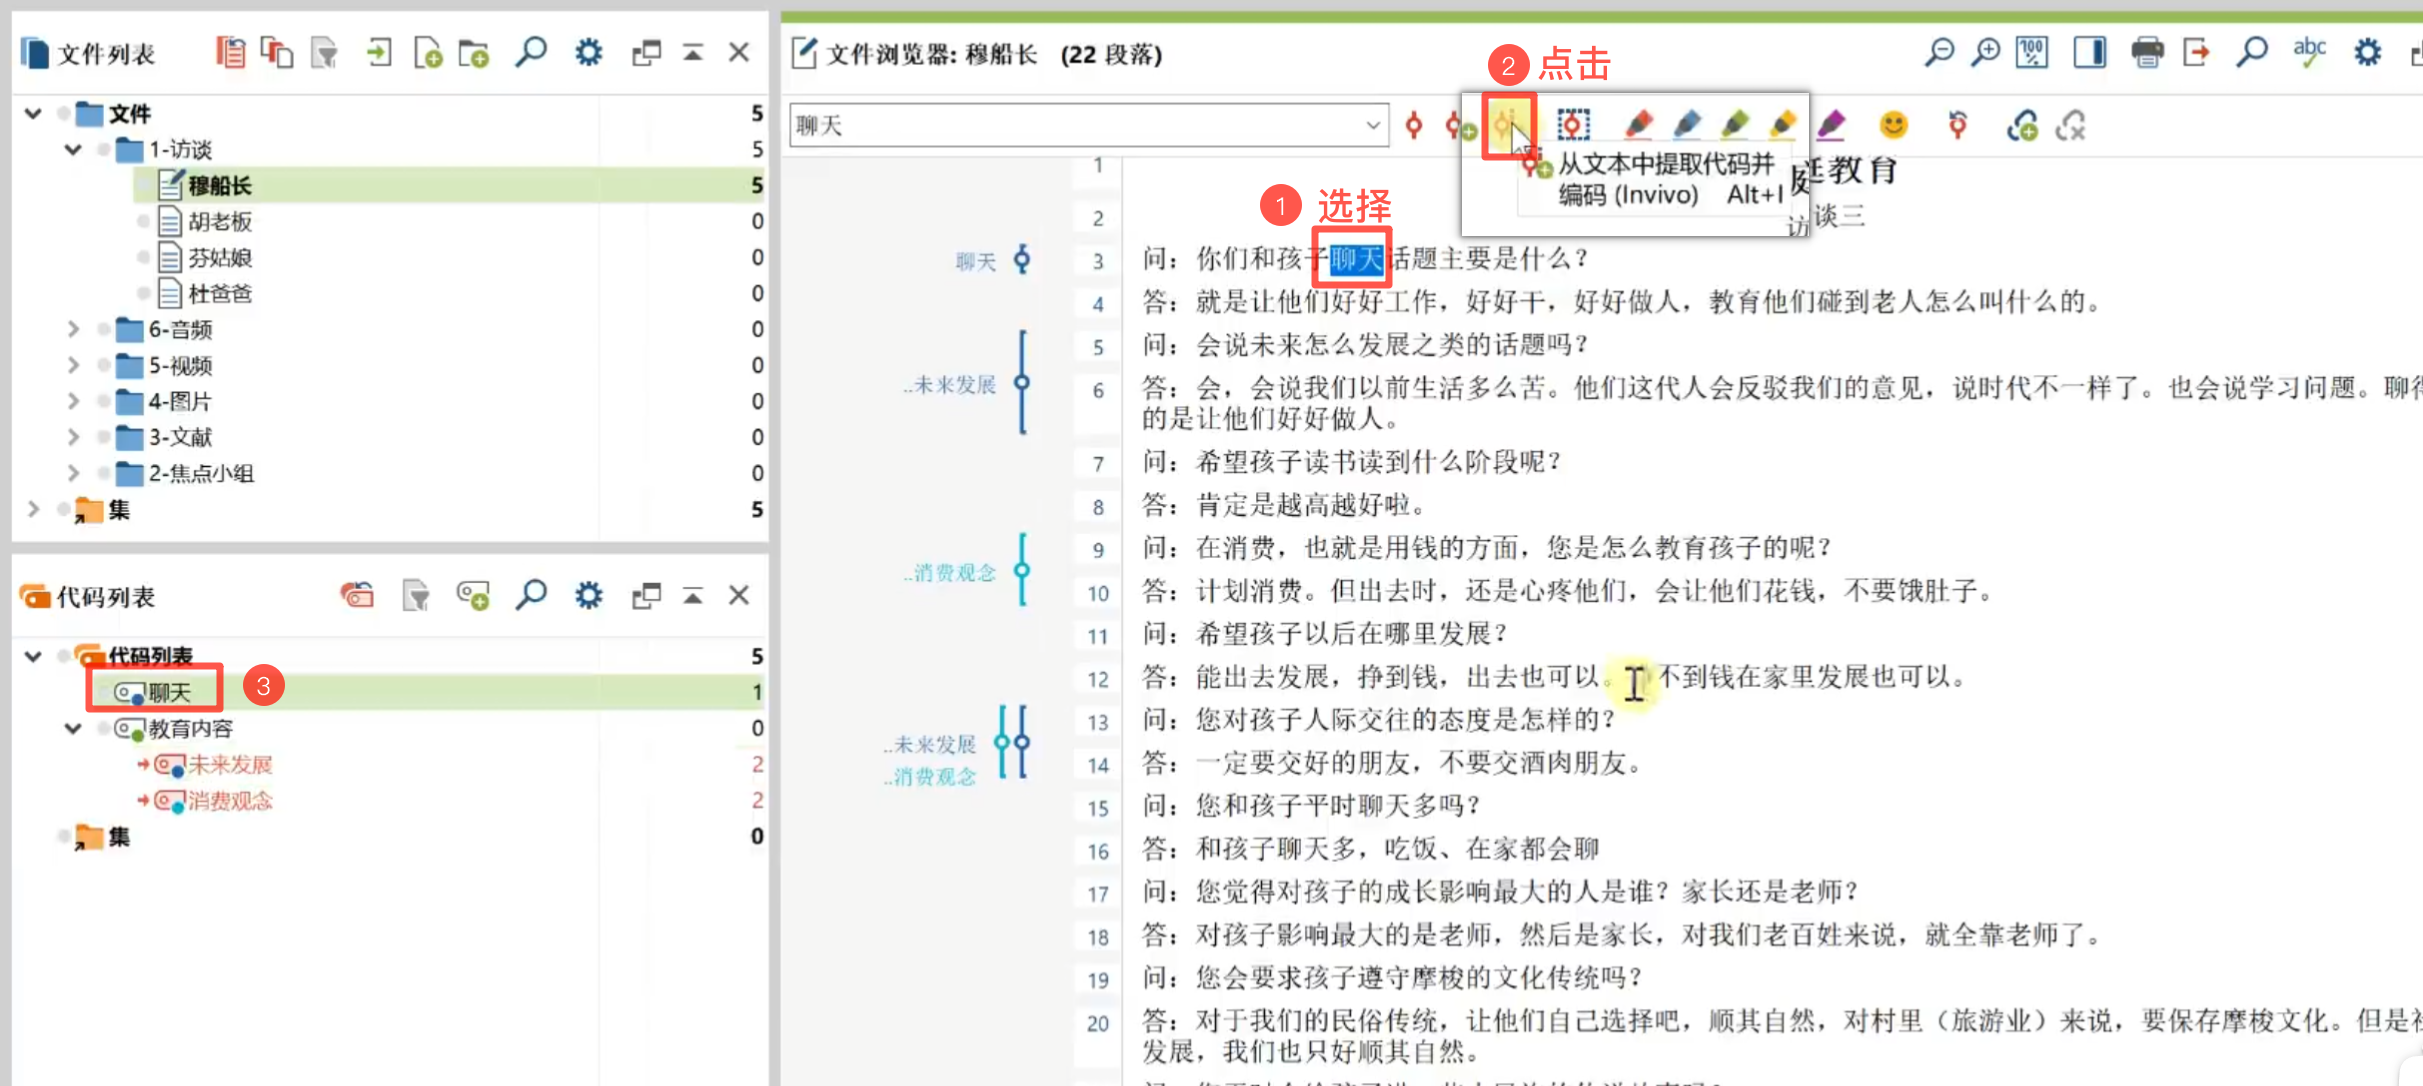 文件列表
文件 5
1-访谈 5
穆船长 5
胡老板 0
芬姑娘 0
杜爸爸 0
6-音频 0
5-视频 0
4-图片 0
3-文献 0
2-焦点小组 0
集 5
代码列表
代码列表 5
聊天 1
3
教育内容 0
未来发展 2
消费观念 2
集 0
文件浏览器: 穆船长 (22 段落)
2 点击
100%
abc
聊天
从文本中提取代码并
编码 (Invivo) Alt+I
1 选择
1 庭教育
2 访谈三
聊天
3 问：你们和孩子聊天话题主要是什么？
4 答：就是让他们好好工作，好好干，好好做人，教育他们碰到老人怎么叫什么的。
5 问：会说未来怎么发展之类的话题吗？
..未来发展
6 答：会，会说我们以前生活多么苦。他们这代人会反驳我们的意见，说时代不一样了。也会说学习问题。聊得
的是让他们好好做人。
7 问：希望孩子读书读到什么阶段呢？
8 答：肯定是越高越好啦。
9 问：在消费，也就是用钱的方面，您是怎么教育孩子的呢？
..消费观念
10 答：计划消费。但出去时，还是心疼他们，会让他们花钱，不要饿肚子。
11 问：希望孩子以后在哪里发展？
12 答：能出去发展，挣到钱，出去也可以。不到钱在家里发展也可以。
13 问：您对孩子人际交往的态度是怎样的？
..未来发展
..消费观念
14 答：一定要交好的朋友，不要交酒肉朋友。
15 问：您和孩子平时聊天多吗？
16 答：和孩子聊天多，吃饭、在家都会聊
17 问：您觉得对孩子的成长影响最大的人是谁？家长还是老师？
18 答：对孩子影响最大的是老师，然后是家长，对我们老百姓来说，就全靠老师了。
19 问：您会要求孩子遵守摩梭的文化传统吗？
20 答：对于我们的民俗传统，让他们自己选择吧，顺其自然，对村里（旅游业）来说，要保存摩梭文化。但是
发展，我们也只好顺其自然。